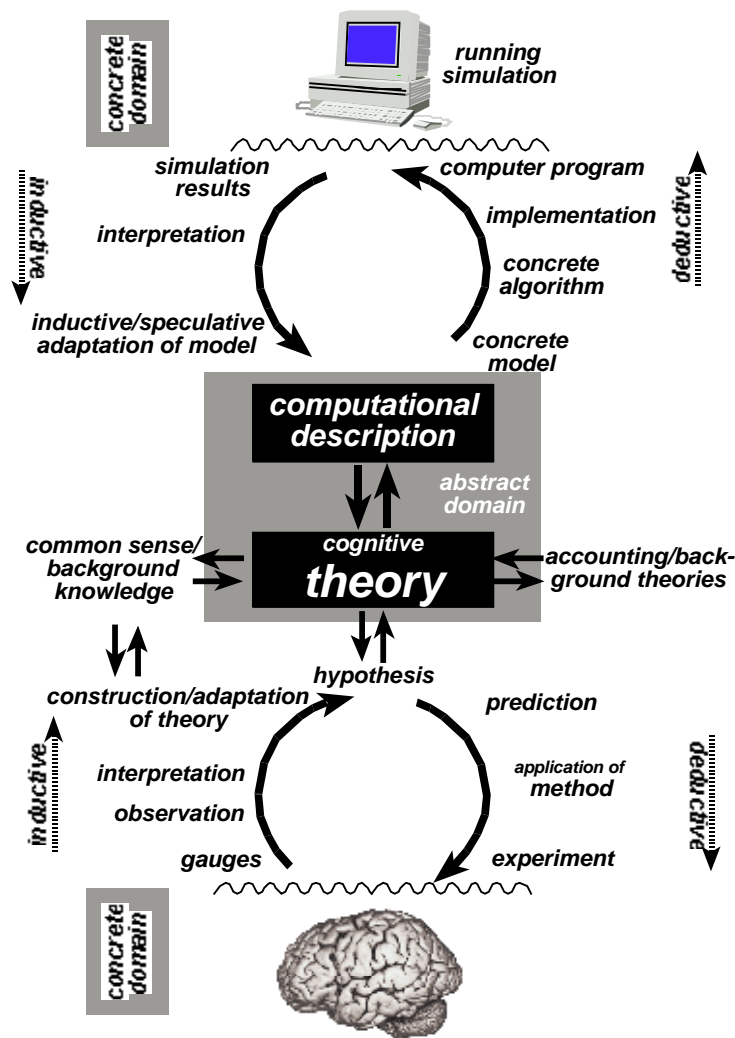 concrete
domain
running
simulation
simulation
results
computer program
inductive
deductive
interpretation
implementation
concrete
algorithm
inductive/speculative
adaptation of model
concrete
model
computational
description
abstract
domain
common sense/
background
knowledge
cognitive
theory
accounting/back-
ground theories
hypothesis
construction/adaptation
of theory
prediction
inductive
deductive
interpretation
application of
method
observation
gauges
experiment
concrete
domain